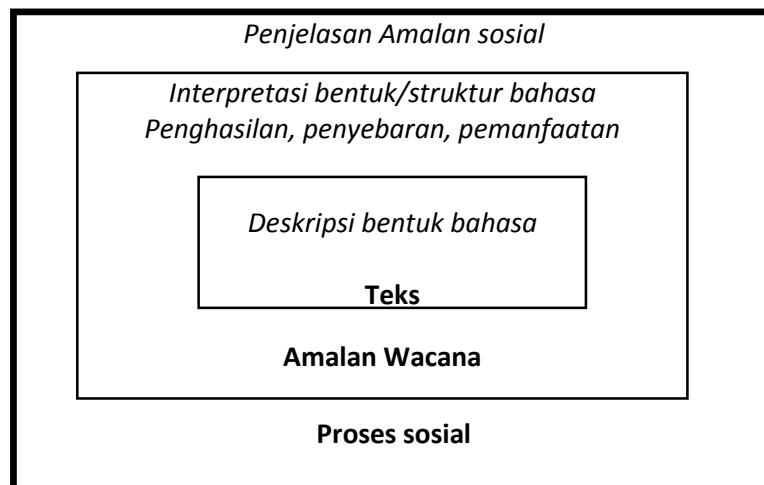 Penjelasan Amalan sosial
Interpretasi bentuk/struktur bahasa
Penghasilan, penyebaran, pemanfaatan
Deskripsi bentuk bahasa
Teks
Amalan Wacana
Proses sosial